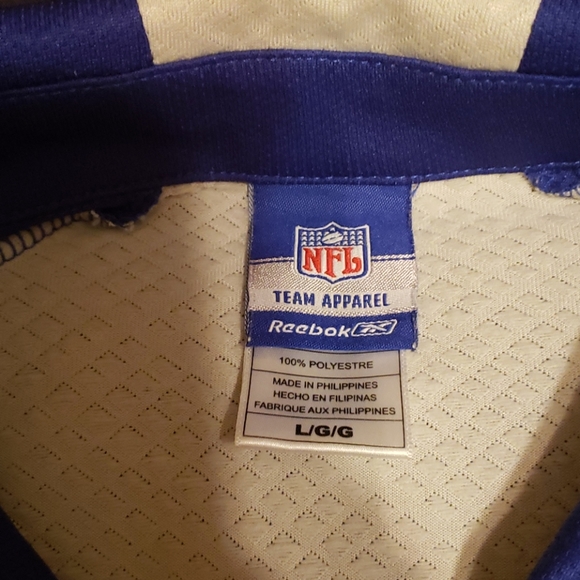 NFL
TEAM APPAREL
Reebok
100% POLYESTRE
MADE IN PHILIPPINES
HECHO EN FILIPINAS
FABRIQUE AUX PHILIPPINES
L/G/G